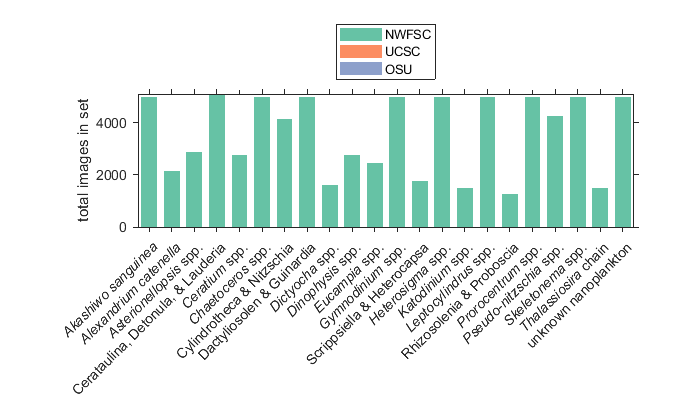 NWFSC
UCSC
OSU
total images in set
4000
2000
0
Akashiwo sanguinea
Alexandrium catenella
Asterionellopsis spp.
Cerataulina, Detonula, & Lauderia
Ceratium spp.
Chaetoceros spp.
Cylindrotheca & Nitzschia
Dactyliosolen & Guinardia
Dictyocha spp.
Dinophysis spp.
Eucampia spp.
Gymnodinium spp.
Scrippsiella & Heterocapsa
Heterosigma spp.
Katodinium spp.
Leptocylindrus spp.
Rhizosolenia & Proboscia
Prorocentrum spp.
Pseudo-nitzschia spp.
Skeletonema spp.
Thalassiosira chain
unknown nanoplankton